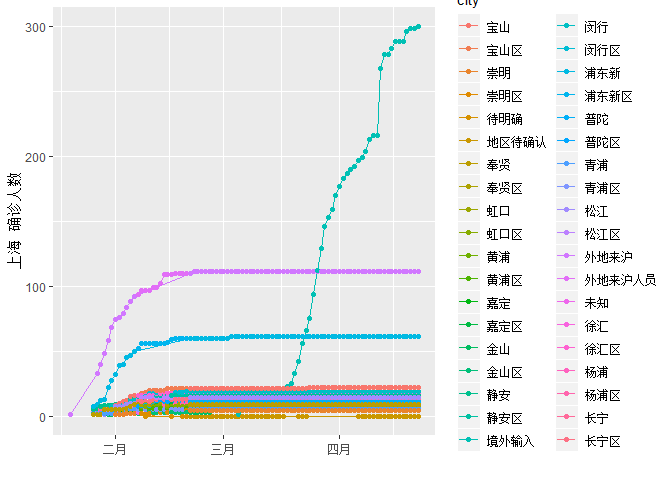 city
300
200
100
0
上海 确诊人数
二月
三月
四月
宝山
宝山区
崇明
崇明区
待明确
地区待确认
奉贤
奉贤区
虹口
虹口区
黄浦
黄浦区
嘉定
嘉定区
金山
金山区
静安
静安区
境外输入
闵行
闵行区
浦东新
浦东新区
普陀
普陀区
青浦
青浦区
松江
松江区
外地来沪
外地来沪人员
未知
徐汇
徐汇区
杨浦
杨浦区
长宁
长宁区